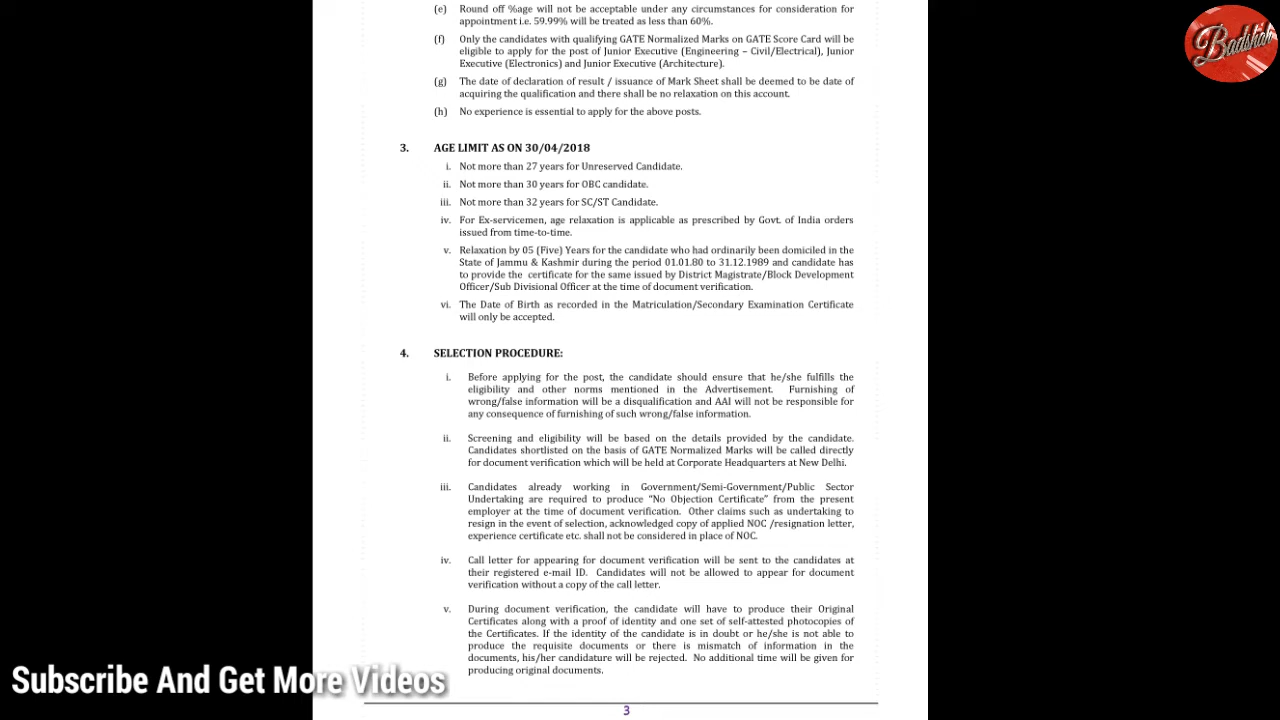 (e) Round off %age will not be acceptable under any circumstances for consideration for
appointment i.e. 59.99% will be treated as less than 60%.
(f) Only the candidates with qualifying GATE Normalized Marks on GATE Score Card will be
eligible to apply for the post of Junior Executive (Engineering – Civil/Electrical), Junior
Executive (Electronics) and Junior Executive (Architecture).
(g) The date of declaration of result / issuance of Mark Sheet shall be deemed to be date of
acquiring the qualification and there shall be no relaxation on this account.
(h) No experience is essential to apply for the above posts.
3. AGE LIMIT AS ON 30/04/2018
i. Not more than 27 years for Unreserved Candidate.
ii. Not more than 30 years for OBC candidate.
iii. Not more than 32 years for SC/ST Candidate.
iv. For Ex-servicemen, age relaxation is applicable as prescribed by Govt. of India orders
issued from time-to-time.
v. Relaxation by 05 (Five) Years for the candidate who had ordinarily been domiciled in the
State of Jammu & Kashmir during the period 01.01.80 to 31.12.1989 and candidate has
to provide the certificate for the same issued by District Magistrate/Block Development
Officer/Sub Divisional Officer at the time of document verification.
vi. The Date of Birth as recorded in the Matriculation/Secondary Examination Certificate
will only be accepted.
4. SELECTION PROCEDURE:
i. Before applying for the post, the candidate should ensure that he/she fulfills the
eligibility and other norms mentioned in the Advertisement. Furnishing of
wrong/false information will be a disqualification and AAI will not be responsible for
any consequence of furnishing of such wrong/false information.
ii. Screening and eligibility will be based on the details provided by the candidate.
Candidates shortlisted on the basis of GATE Normalized Marks will be called directly
for document verification which will be held at Corporate Headquarters at New Delhi.
iii. Candidates already working in Government/Semi-Government/Public Sector
Undertaking are required to produce “No Objection Certificate” from the present
employer at the time of document verification. Other claims such as undertaking to
resign in the event of selection, acknowledged copy of applied NOC /resignation letter,
experience certificate etc. shall not be considered in place of NOC.
iv. Call letter for appearing for document verification will be sent to the candidates at
their registered e-mail ID. Candidates will not be allowed to appear for document
verification without a copy of the call letter.
v. During document verification, the candidate will have to produce their Original
Certificates along with a proof of identity and one set of self-attested photocopies of
the Certificates. If the identity of the candidate is in doubt or he/she is not able to
produce the requisite documents or there is mismatch of information in the
documents, his/her candidature will be rejected. No additional time will be given for
producing original documents.
3
Badshah
Subscribe And Get More Videos